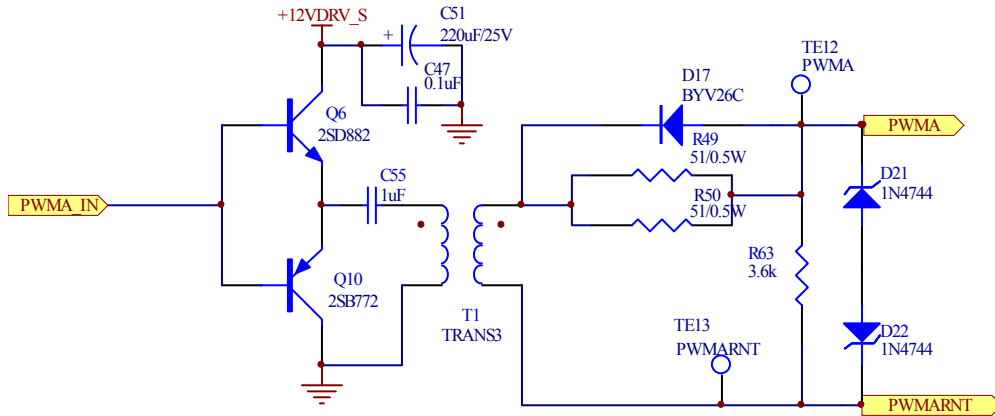 +12VDRV_S
C51
220uF/25V
+
C47
0.1uF
TE12
PWMA
D17
BYV26C
Q6
2SD882
PWMA
R49
51/0.5W
D21
1N4744
C55
1uF
R50
51/0.5W
PWMA_IN
R63
3.6k
Q10
2SB772
T1
TRANS3
TE13
PWMARNT
D22
1N4744
PWMARNT